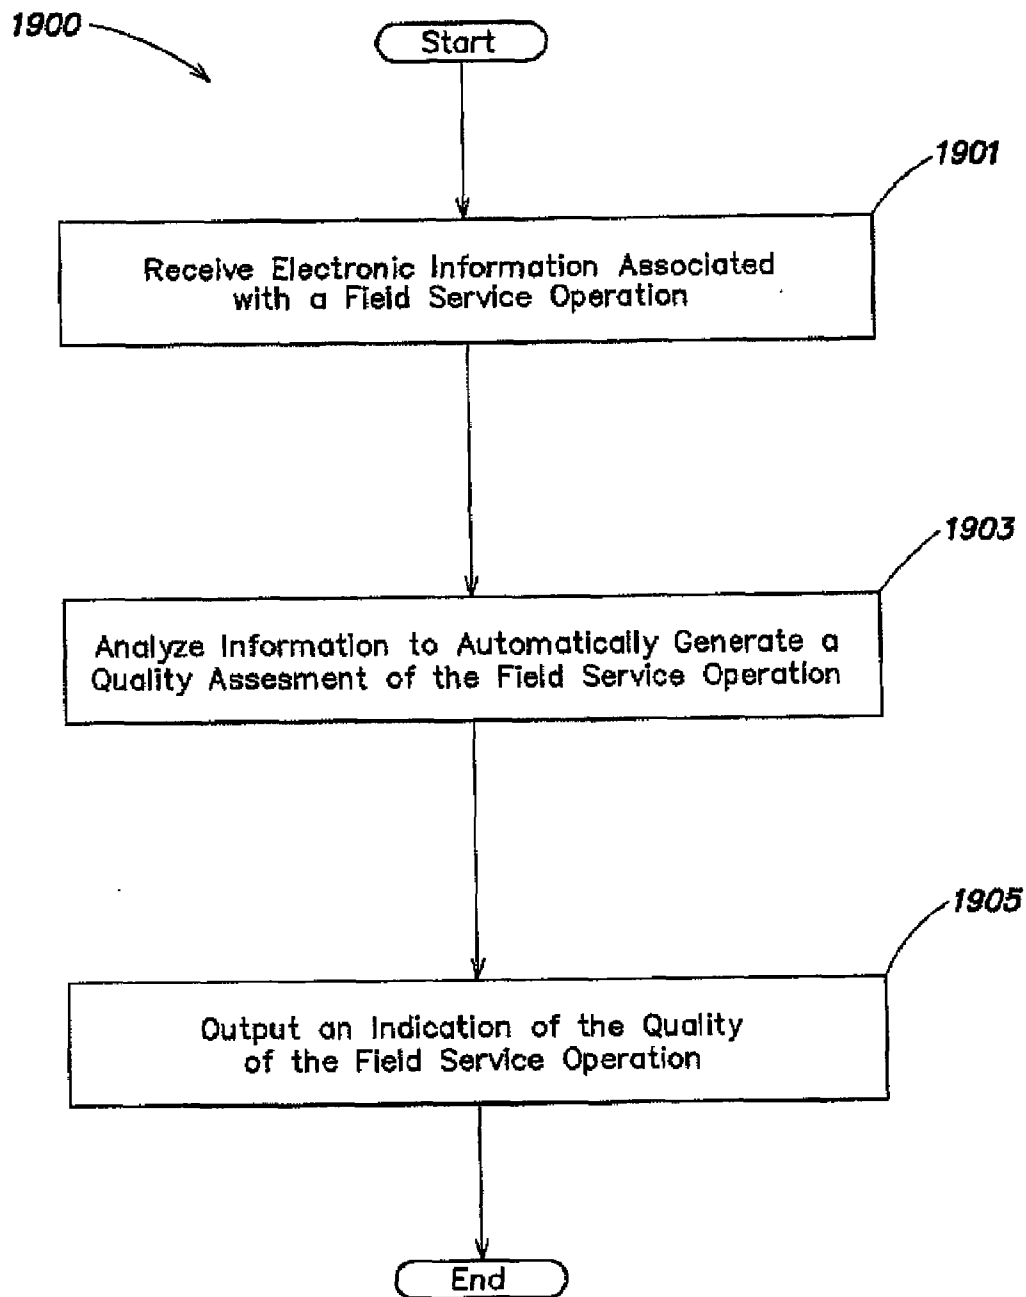 1900
Start
1901
Receive Electronic Information Associated
with a Field Service Operation
1903
Analyze Information to Automatically Generate a
Quality Assesment of the Field Service Operation
1905
Output an Indication of the Quality
of the Field Service Operation
End